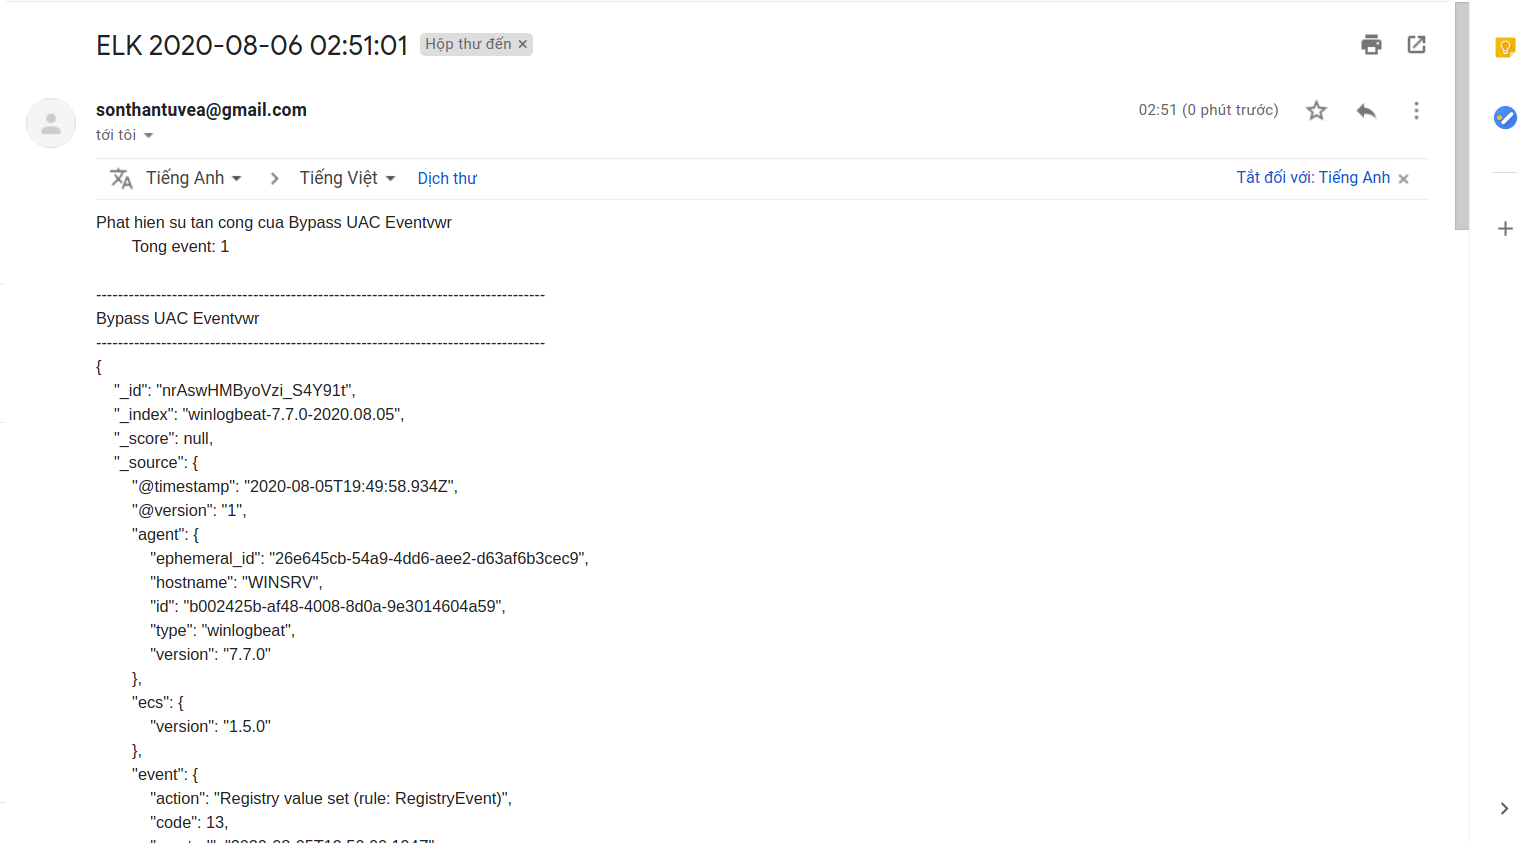 ELK 2020-08-06 02:51:01 Hộp thư đến ×
sonthantuvea@gmail.com 02:51 (0 phút trước)
tới tôi
Tiếng Anh > Tiếng Việt Dịch thư Tắt đối với: Tiếng Anh ×
Phat hien su tan cong cua Bypass UAC Eventvwr
Tong event: 1
-----------------------------------------------------------------------------------
Bypass UAC Eventvwr
-----------------------------------------------------------------------------------
{
"_id": "nrAswHMByoVzi_S4Y91t",
"_index": "winlogbeat-7.7.0-2020.08.05",
"_score": null,
"_source": {
"@timestamp": "2020-08-05T19:49:58.934Z",
"@version": "1",
"agent": {
"ephemeral_id": "26e645cb-54a9-4dd6-aee2-d63af6b3cec9",
"hostname": "WINSRV",
"id": "b002425b-af48-4008-8d0a-9e3014604a59",
"type": "winlogbeat",
"version": "7.7.0"
},
"ecs": {
"version": "1.5.0"
},
"event": {
"action": "Registry value set (rule: RegistryEvent)",
"code": 13,